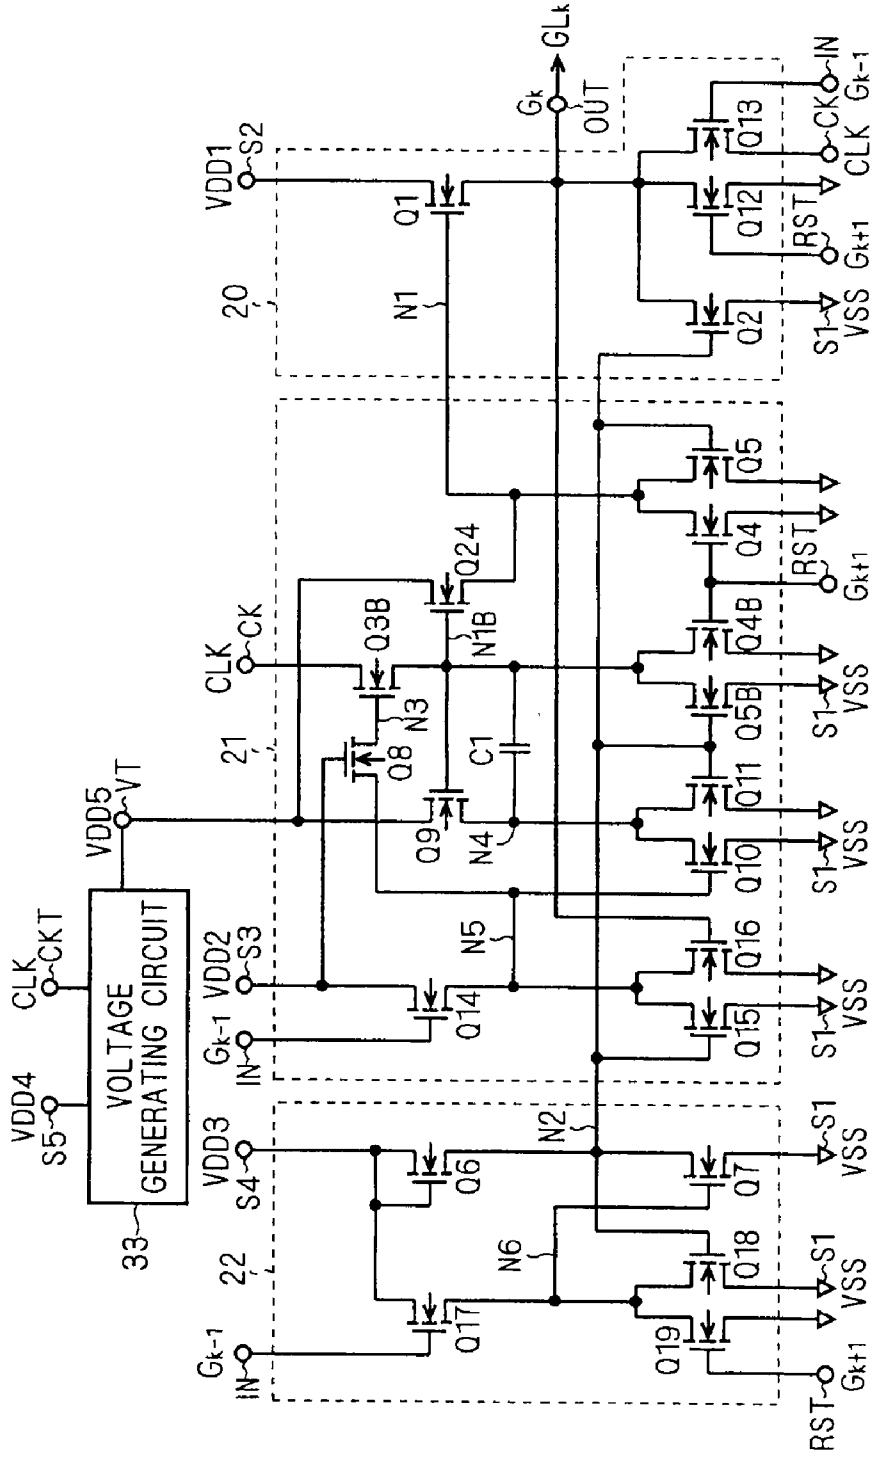 VDD4
S5
CLK
CKT
33
VOLTAGE
GENERATING CIRCUIT
VDD5
VT
22
Gk-1
IN
VDD3
S4
Gk-1
IN
VDD2
S3
21
CLK
CK
20
VDD1
S2
Q17
Q6
Q14
Q9
Q8
N3
Q3B
Q24
N1B
N1
Q1
N6
N2
N5
N4
C1
Gk
OUT
GLk
Q19
Q18
Q7
Q15
Q16
Q10
Q11
Q5B
Q4B
Q4
Q5
Q2
Q12
Q13
RST
Gk+1
S1
VSS
S1
VSS
S1
VSS
S1
VSS
S1
VSS
RST
Gk+1
S1
VSS
RST
Gk+1
CLK
CK
Gk-1
IN